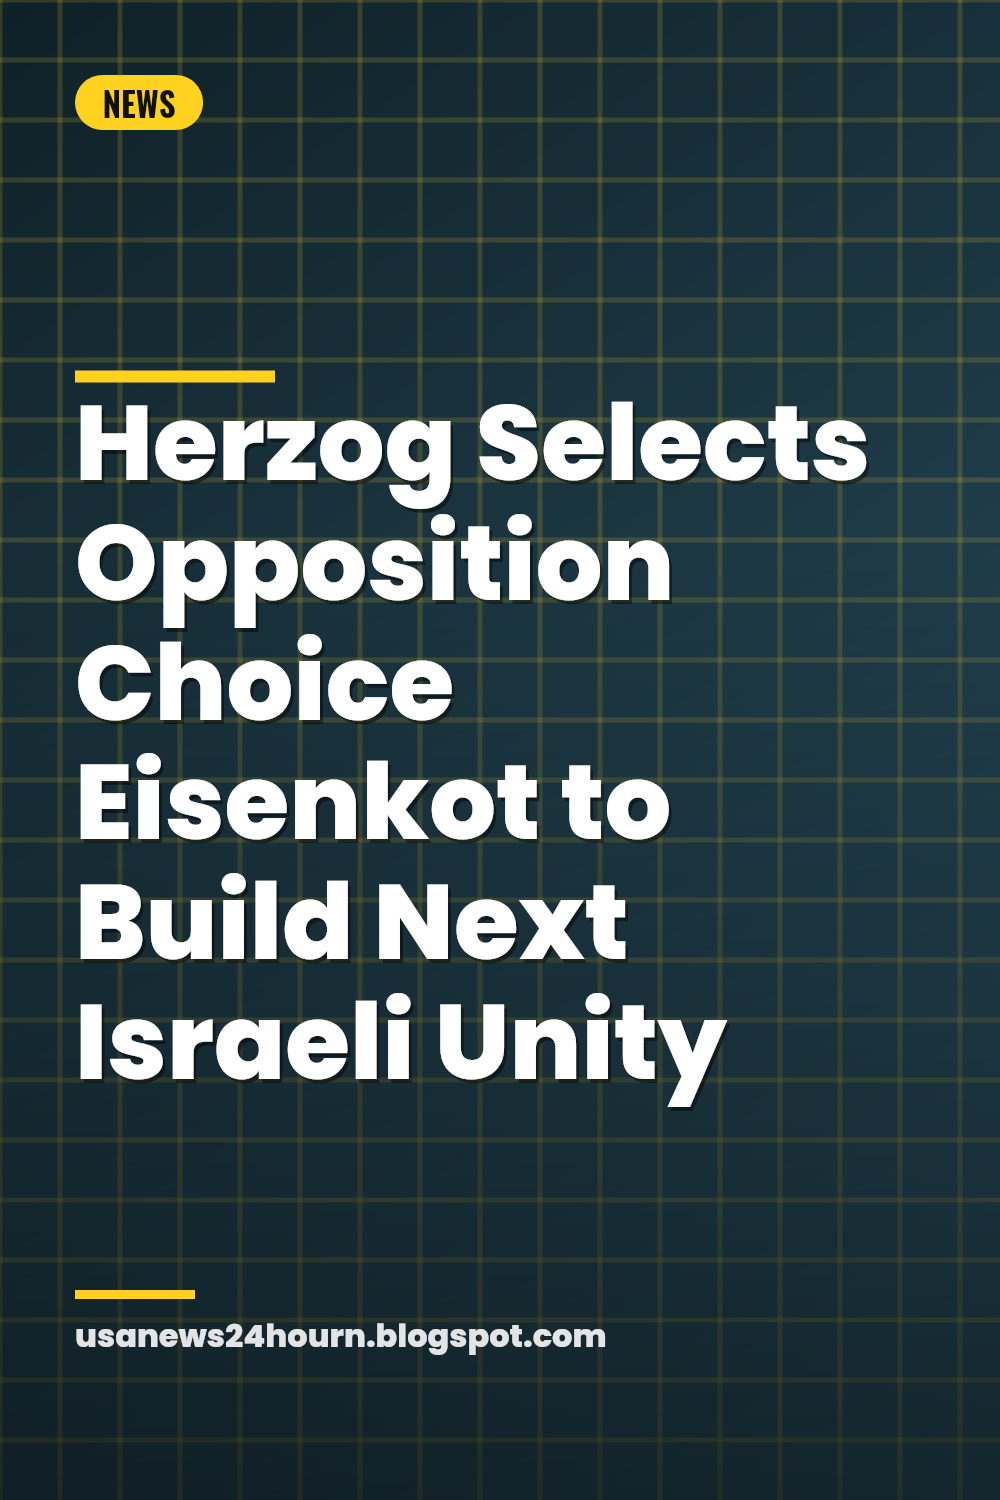 NEWS
Herzog Selects
Opposition
Choice
Eisenkot to
Build Next
Israeli Unity
usanews24hourn.blogspot.com